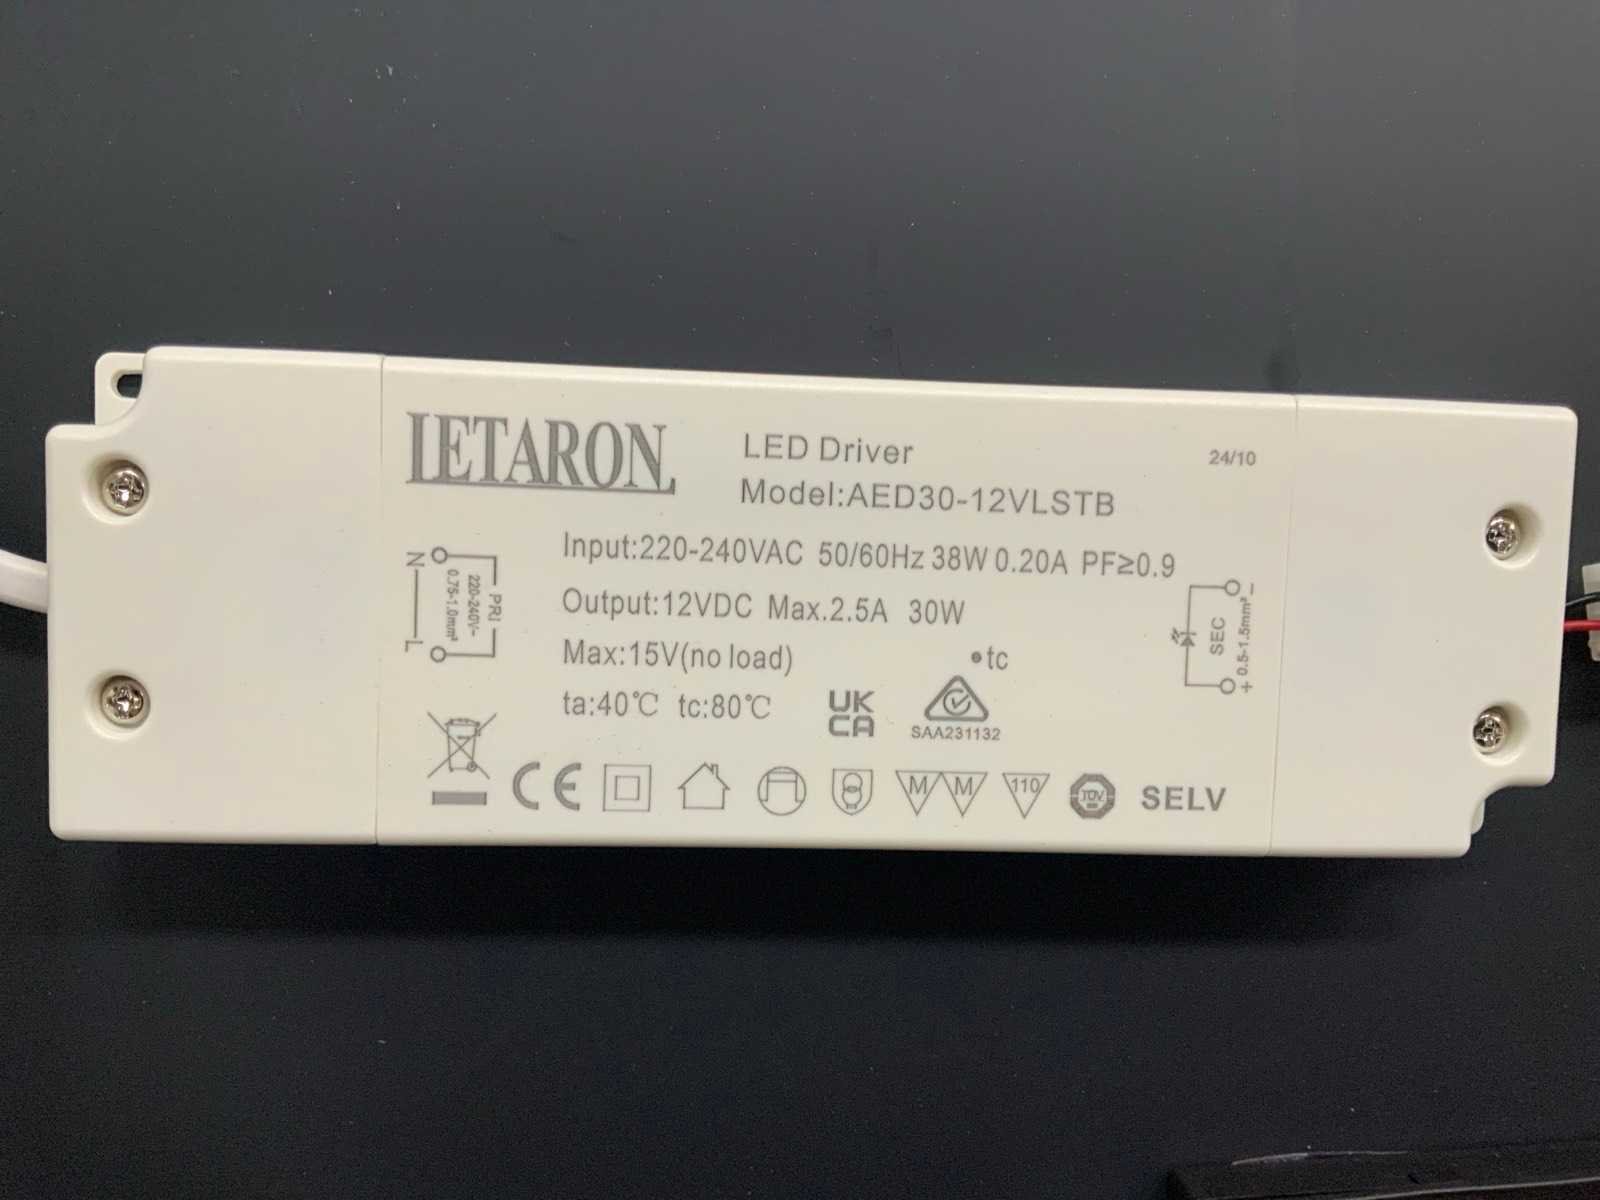 LETARON
LED Driver
24/10
Model:AED30-12VLSTB
Input:220-240VAC 50/60Hz 38W 0.20A PF≥0.9
Output:12VDC Max.2.5A 30W
Max:15V(no load)
ta:40℃ tc:80℃
•tc
UK
CA
SAA231132
N
L
PRI
220-240V~
0.75-1.0mm²
SEC
0.5-1.5mm²
−
+
CE
M M
110
TÜV
SELV